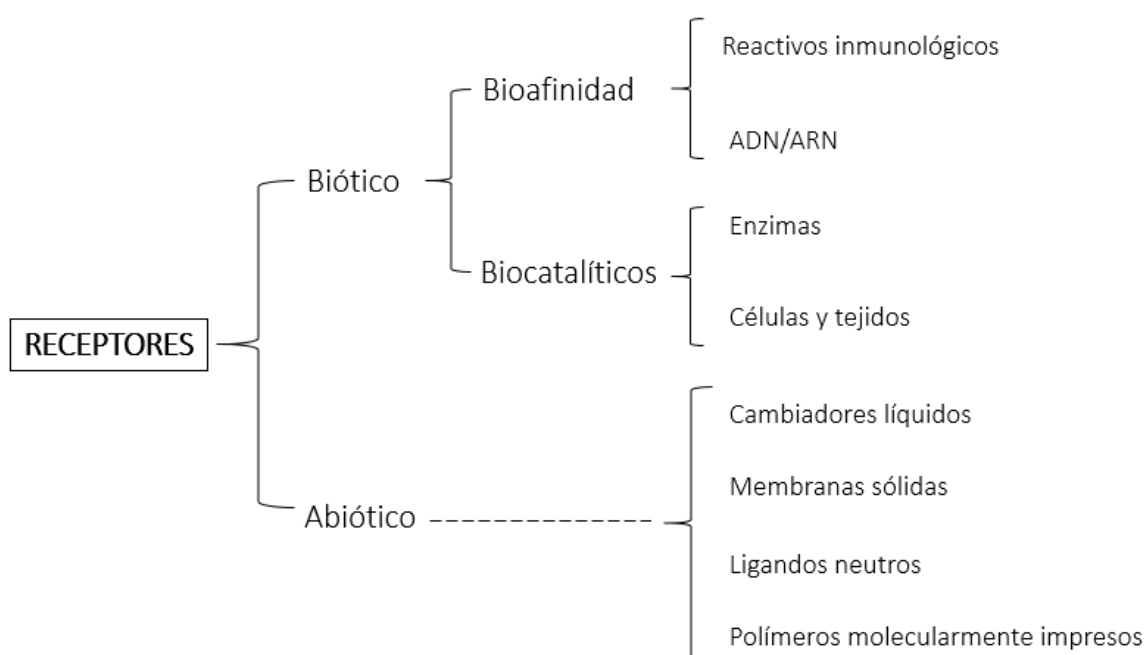 Reactivos inmunológicos
Bioafinidad
ADN/ARN
Biótico
Enzimas
Biocatalíticos
Células y tejidos
RECEPTORES
Cambiadores líquidos
Membranas sólidas
Abiótico
Ligandos neutros
Polímeros molecularmente impresos